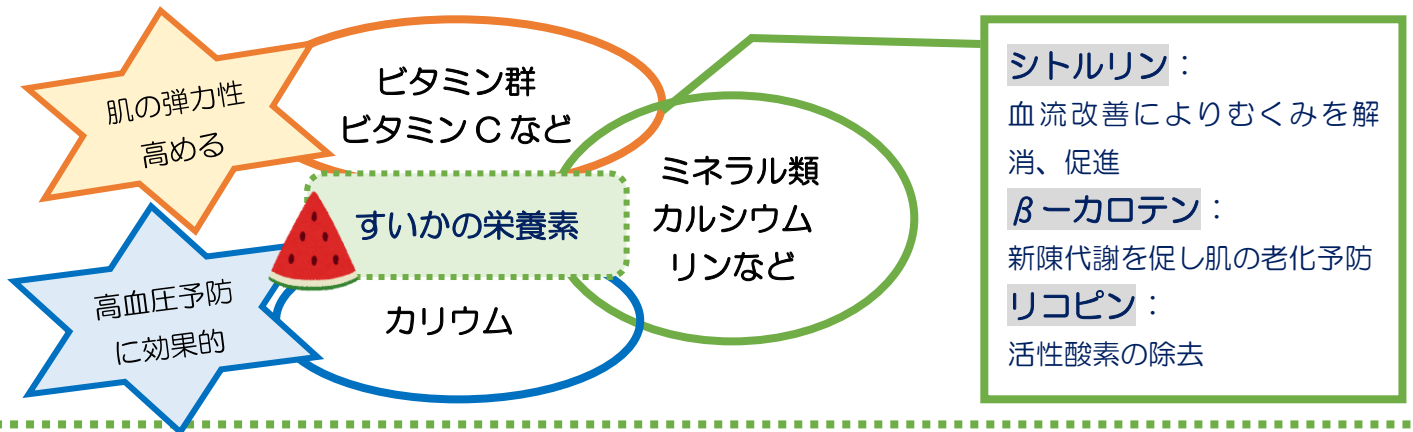 肌の弾力性
高める
ビタミン群
ビタミンCなど
すいかの栄養素
ミネラル類
カルシウム
リンなど
高血圧予防
に効果的
カリウム
シトルリン：
血流改善によりむくみを解
消、促進
βーカロテン：
新陳代謝を促し肌の老化予防
リコピン：
活性酸素の除去